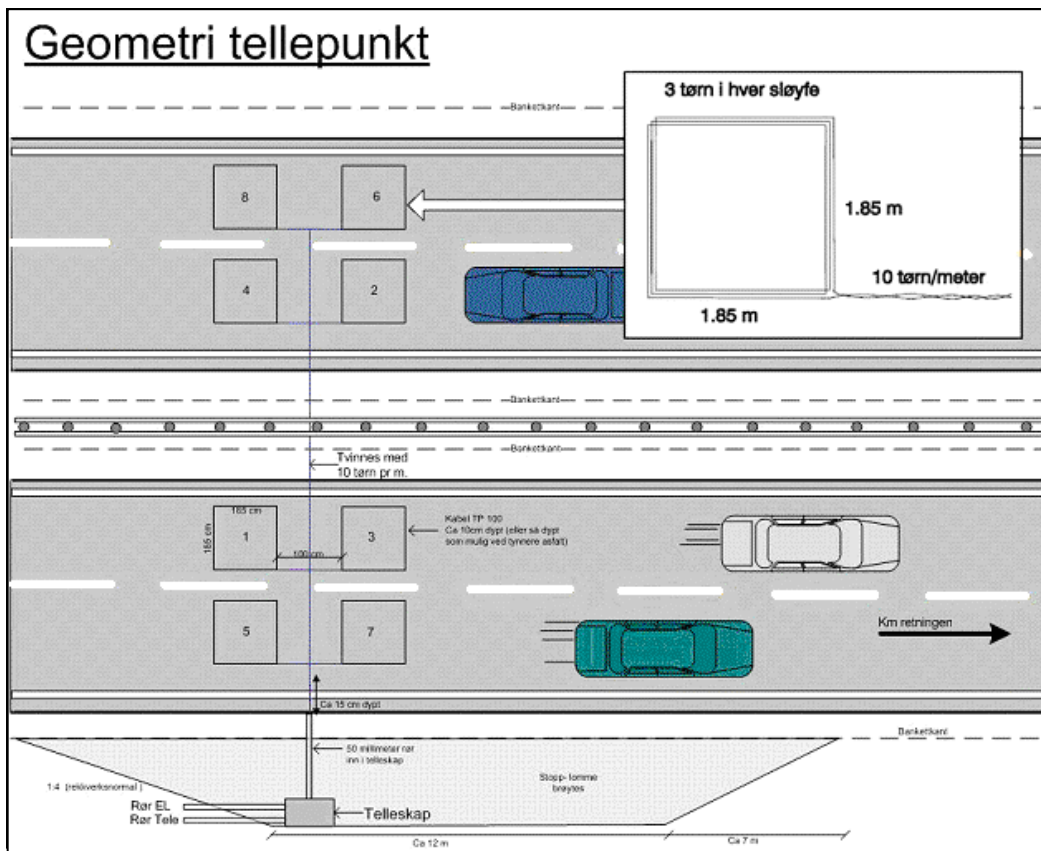 Geometri tellepunkt
Bankettkant
3 tørn i hver sløyfe
1.85 m
10 tørn/meter
1.85 m
8
6
4
2
Bankettkant
Bankettkant
Tvinnes med
10 tørn pr m.
185 cm
185 cm
1
3
100 cm
Kabel TP 100
Ca 10cm dypt (eller så dypt
som mulig ved tynnere asfalt)
5
7
Km retningen
Ca 15 cm dypt
Bankettkant
50 millimeter rør
inn i telleskap
Stopp- lomme
brøytes
1:4 (rekkverksnormal )
Rør EL
Rør Tele
Telleskap
Ca 12 m
Ca 7 m